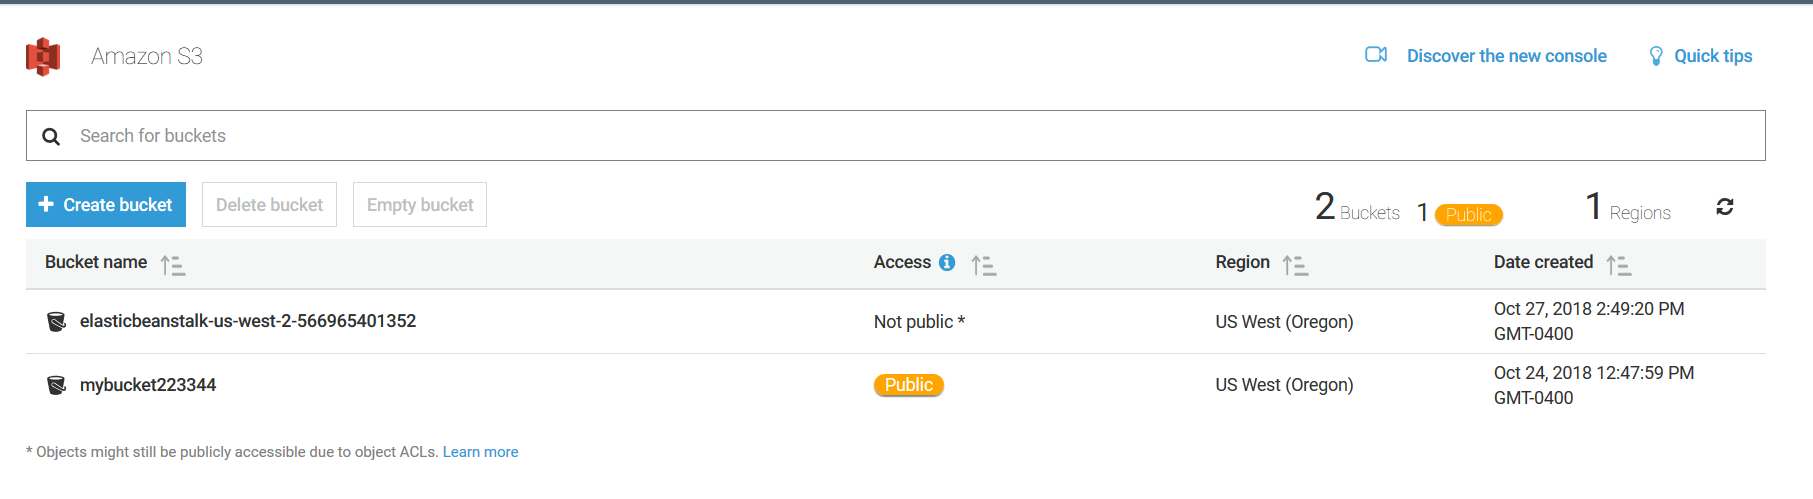 Amazon S3
Discover the new console
Quick tips
Search for buckets
Create bucket
Delete bucket
Empty bucket
2 Buckets
1 Public
1 Regions
Bucket name
Access
Region
Date created
elasticbeanstalk-us-west-2-566965401352
Not public *
US West (Oregon)
Oct 27, 2018 2:49:20 PM
GMT-0400
mybucket223344
Public
US West (Oregon)
Oct 24, 2018 12:47:59 PM
GMT-0400
* Objects might still be publicly accessible due to object ACLs. Learn more